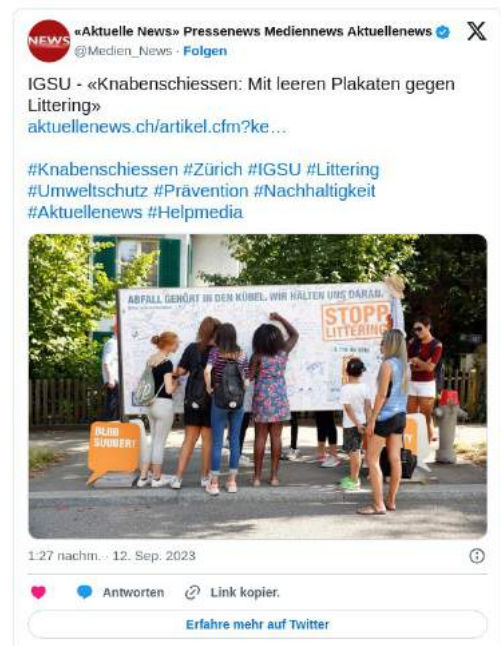 NEWS
«Aktuelle News» Pressenews Mediennews Aktuellenews
@Medien_News · Folgen
IGSU - «Knabenschiessen: Mit leeren Plakaten gegen
Littering»
aktuellenews.ch/artikel.cfm?ke…
#Knabenschiessen #Zürich #IGSU #Littering
#Umweltschutz #Prävention #Nachhaltigkeit
#Aktuellenews #Helpmedia
ABFALL GEHÖRT IN DEN KÜBEL. WIR HALTEN UNS DARAN.
STOPP
LITTERING
BLIIB
SUUBER!
1:27 nachm. · 12. Sep. 2023
Antworten
Link kopier.
Erfahre mehr auf Twitter